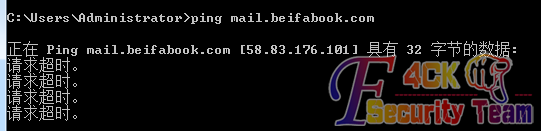 C:\Users\Administrator>ping mail.beifabook.com
正在 Ping mail.beifabook.com [58.83.176.101] 具有 32 字节的数据:
请求超时。
请求超时。
请求超时。
请求超时。
F4CK
Security Team